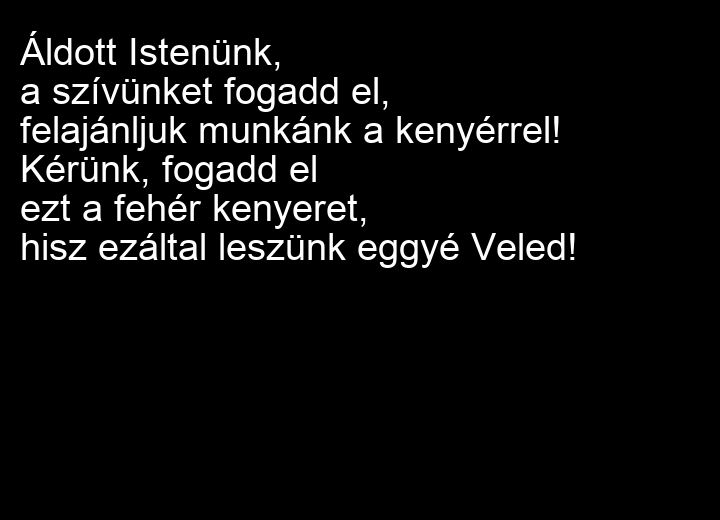 Áldott Istenünk,
a szívünket fogadd el,
felajánljuk munkánk a kenyérrel!
Kérünk, fogadd el
ezt a fehér kenyeret,
hisz ezáltal leszünk eggyé Veled!